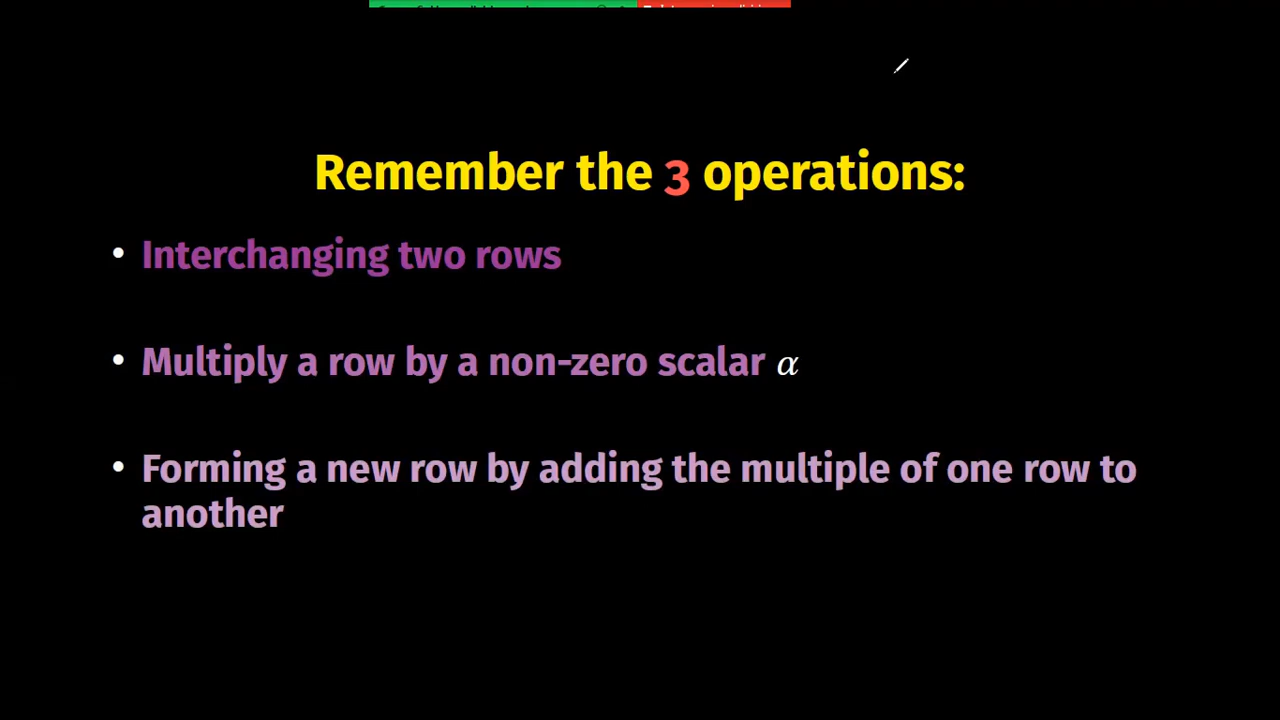 Remember the 3 operations:
• Interchanging two rows
• Multiply a row by a non-zero scalar α
• Forming a new row by adding the multiple of one row to
another